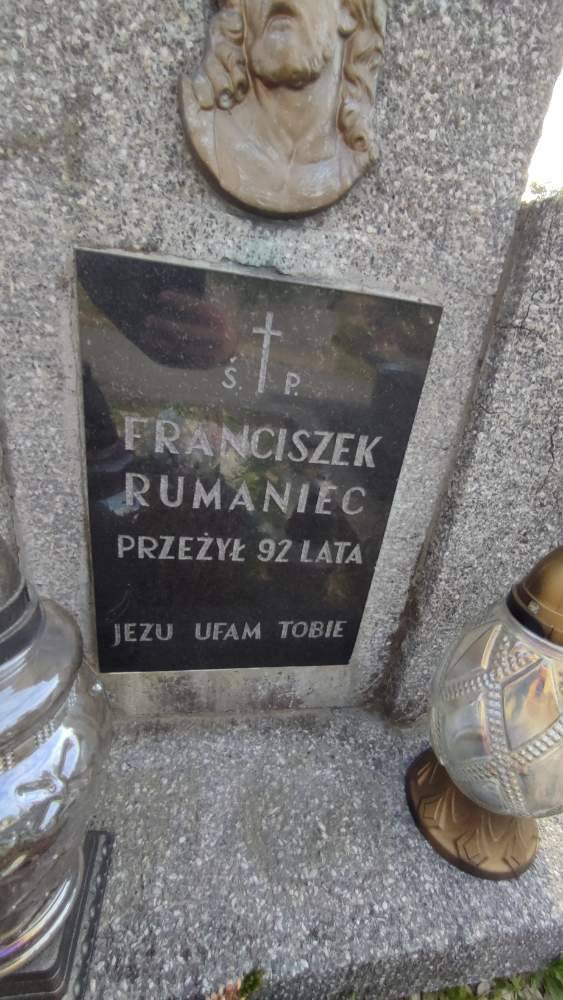 Ś. P.
FRANCISZEK
RUMANIEC
PRZEŻYŁ 92 LATA
JEZU UFAM TOBIE